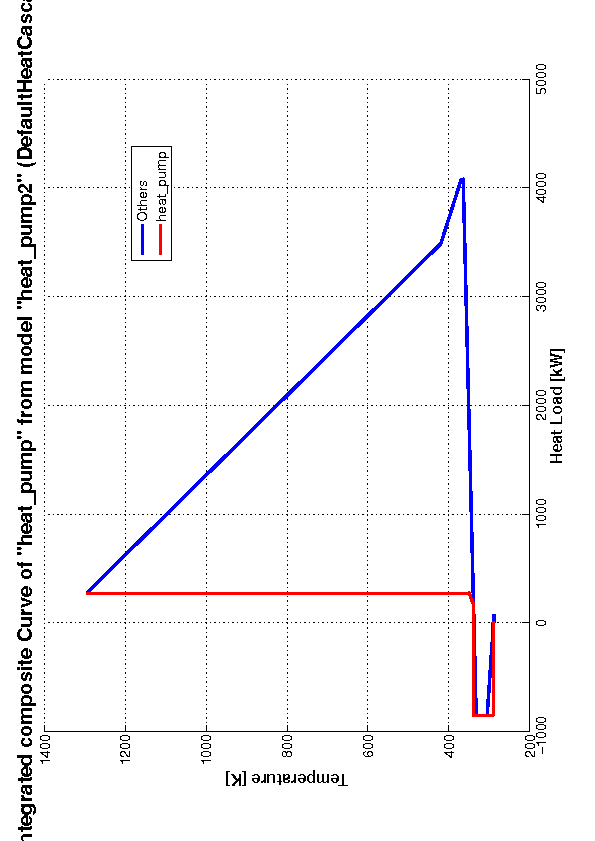 ntegrated composite Curve of "heat_pump" from model "heat_pump2" (DefaultHeatCasca
Others
heat_pump
1400
1200
1000
800
600
400
200
Temperature [K]
-1000
0
1000
2000
3000
4000
5000
Heat Load [kW]